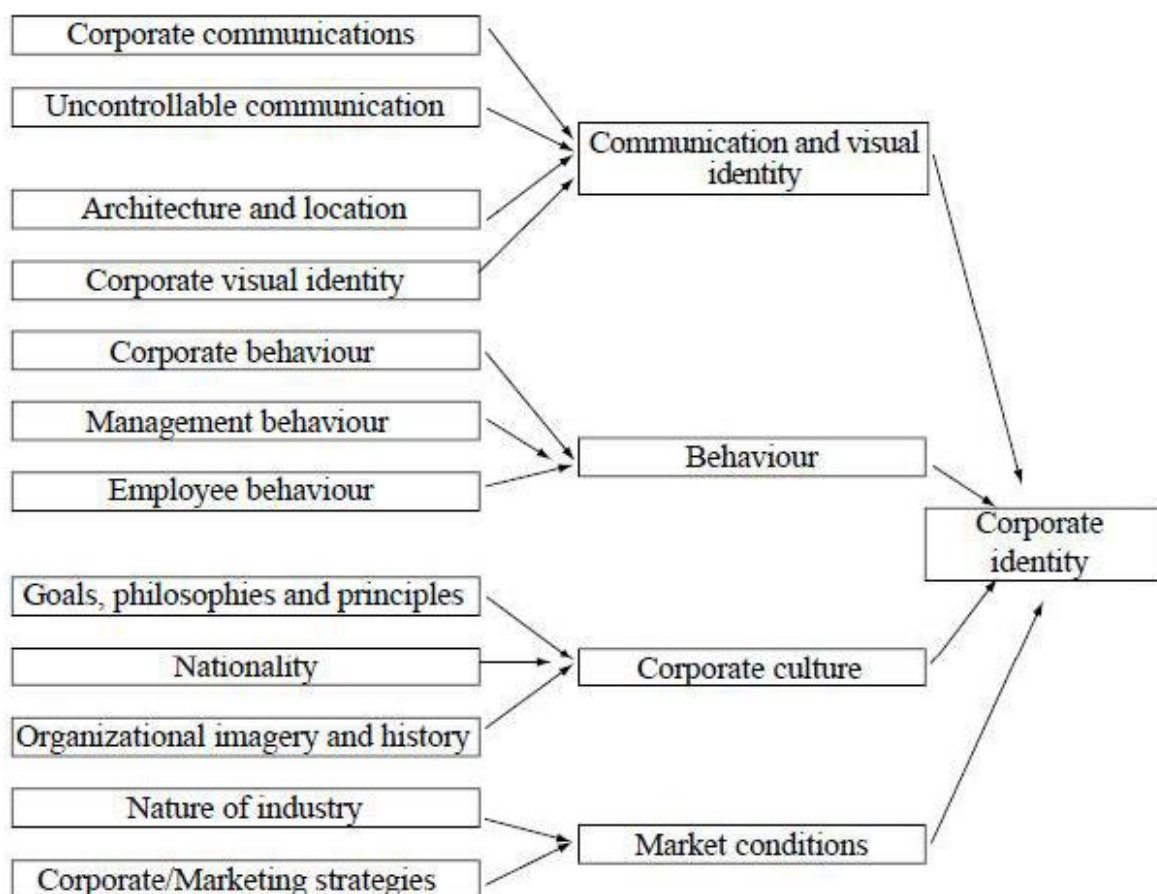 Corporate communications
Uncontrollable communication
Architecture and location
Corporate visual identity
Communication and visual
identity
Corporate behaviour
Management behaviour
Employee behaviour
Behaviour
Goals, philosophies and principles
Nationality
Organizational imagery and history
Corporate culture
Nature of industry
Corporate/Marketing strategies
Market conditions
Corporate
identity